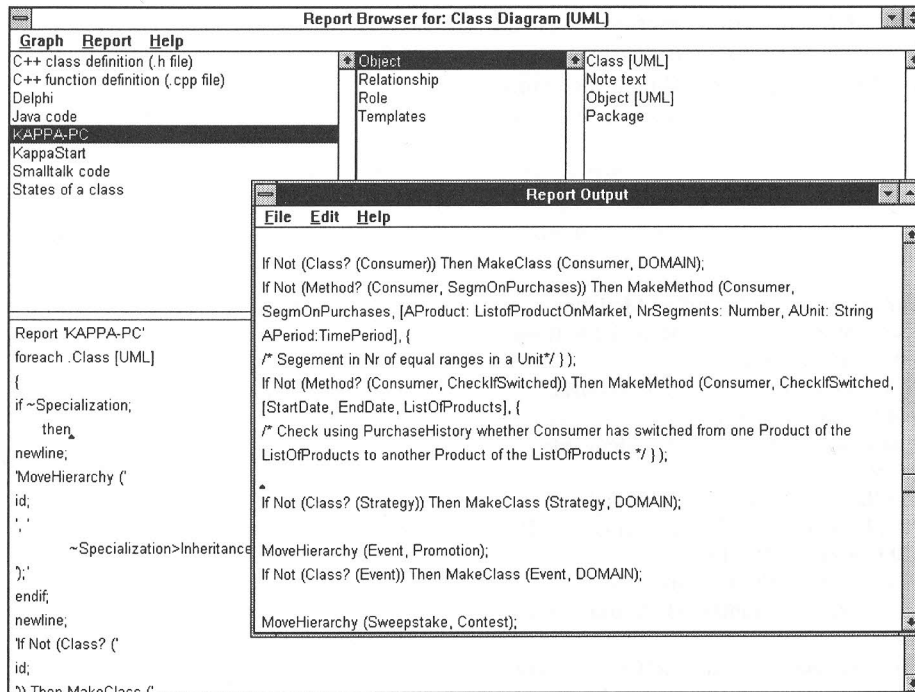 Report Browser for: Class Diagram (UML)
Graph Report Help
C++ class definition (.h file)
C++ function definition (.cpp file)
Delphi
Java code
KAPPA-PC
KappaStart
Smalltalk code
States of a class
Object
Relationship
Role
Templates
Class [UML]
Note text
Object [UML]
Package
Report 'KAPPA-PC'
foreach .Class [UML]
{
if ~Specialization;
then
newline;
'MoveHierarchy ('
id;
', '
~Specialization>Inheritance
');'
endif;
newline;
'If Not (Class? ('
id;
')) Then MakeClass ('
Report Output
File Edit Help
If Not (Class? (Consumer)) Then MakeClass (Consumer, DOMAIN);
If Not (Method? (Consumer, SegmOnPurchases)) Then MakeMethod (Consumer,
SegmOnPurchases, [AProduct: ListofProductOnMarket, NrSegments: Number, AUnit: String
APeriod:TimePeriod], {
/* Segement in Nr of equal ranges in a Unit*/ } );
If Not (Method? (Consumer, CheckIfSwitched)) Then MakeMethod (Consumer, CheckIfSwitched,
[StartDate, EndDate, ListOfProducts], {
/* Check using PurchaseHistory whether Consumer has switched from one Product of the
ListOfProducts to another Product of the ListOfProducts */ } );
If Not (Class? (Strategy)) Then MakeClass (Strategy, DOMAIN);
MoveHierarchy (Event, Promotion);
If Not (Class? (Event)) Then MakeClass (Event, DOMAIN);
MoveHierarchy (Sweepstake, Contest);